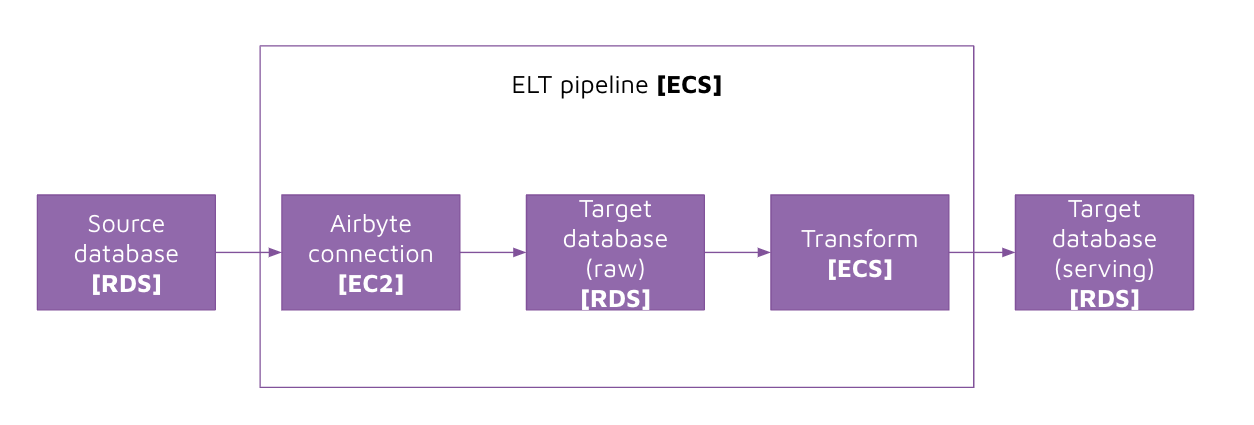 ELT pipeline [ECS]
Source
database
[RDS]
Airbyte
connection
[EC2]
Target
database
(raw)
[RDS]
Transform
[ECS]
Target
database
(serving)
[RDS]